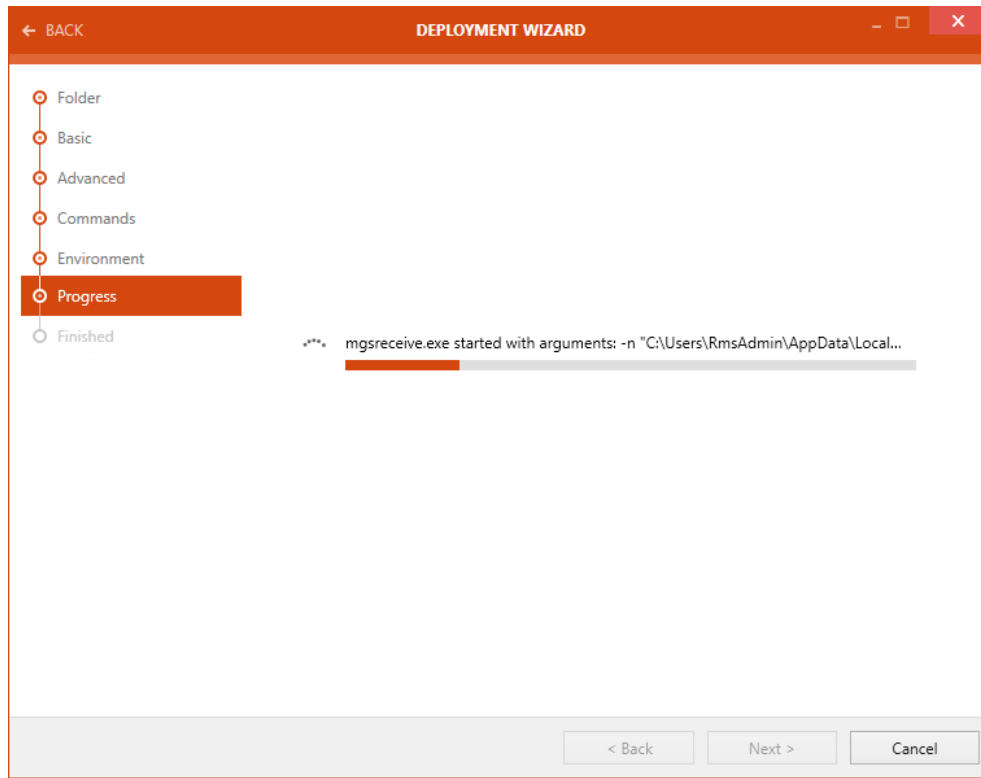 ← BACK
DEPLOYMENT WIZARD
Folder
Basic
Advanced
Commands
Environment
Progress
Finished
mgsreceive.exe started with arguments: -n "C:\Users\RmsAdmin\AppData\Local...
< Back
Next >
Cancel